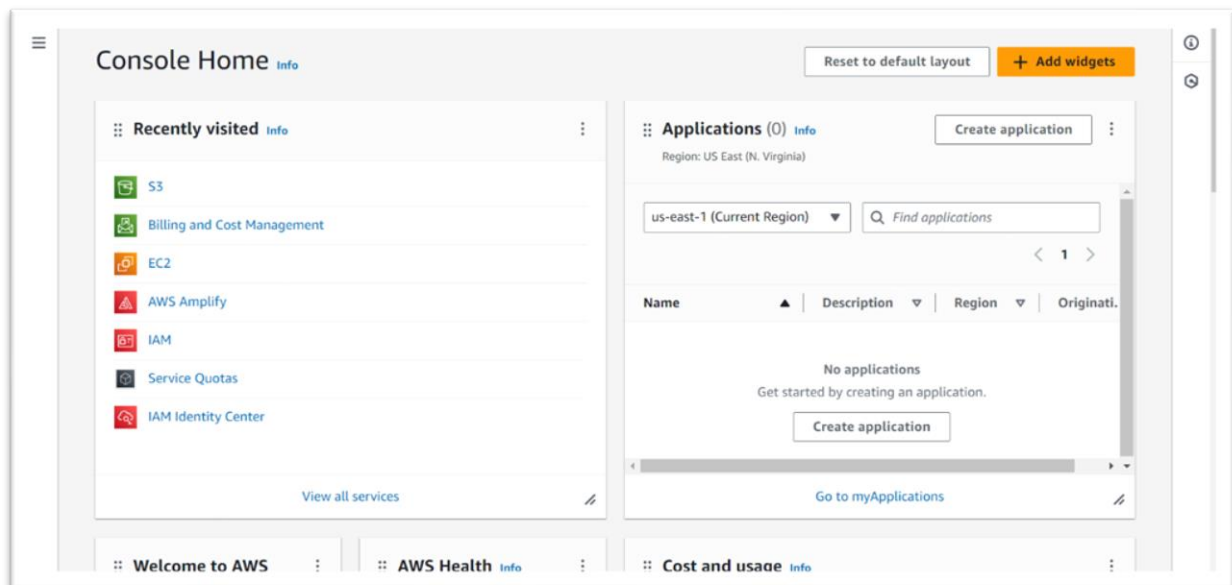 Console Home Info
Reset to default layout
+ Add widgets
Recently visited Info
S3
Billing and Cost Management
EC2
AWS Amplify
IAM
Service Quotas
IAM Identity Center
View all services
Applications (0) Info
Create application
Region: US East (N. Virginia)
us-east-1 (Current Region)
Find applications
1
Name
Description
Region
Originati.
No applications
Get started by creating an application.
Create application
Go to myApplications
Welcome to AWS
AWS Health Info
Cost and usage Info